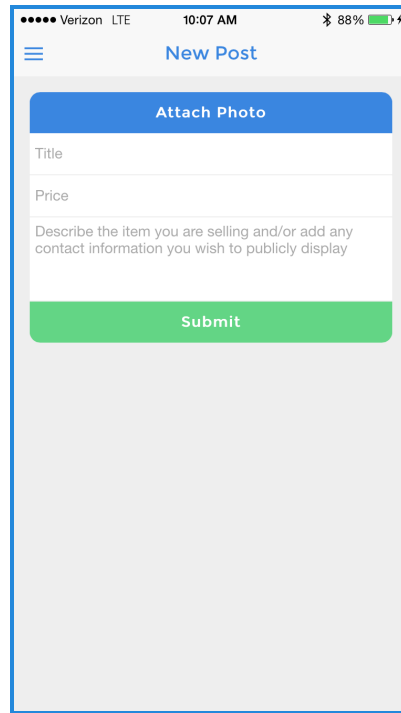 Verizon LTE 10:07 AM 88%
New Post
Attach Photo
Title
Price
Describe the item you are selling and/or add any
contact information you wish to publicly display
Submit